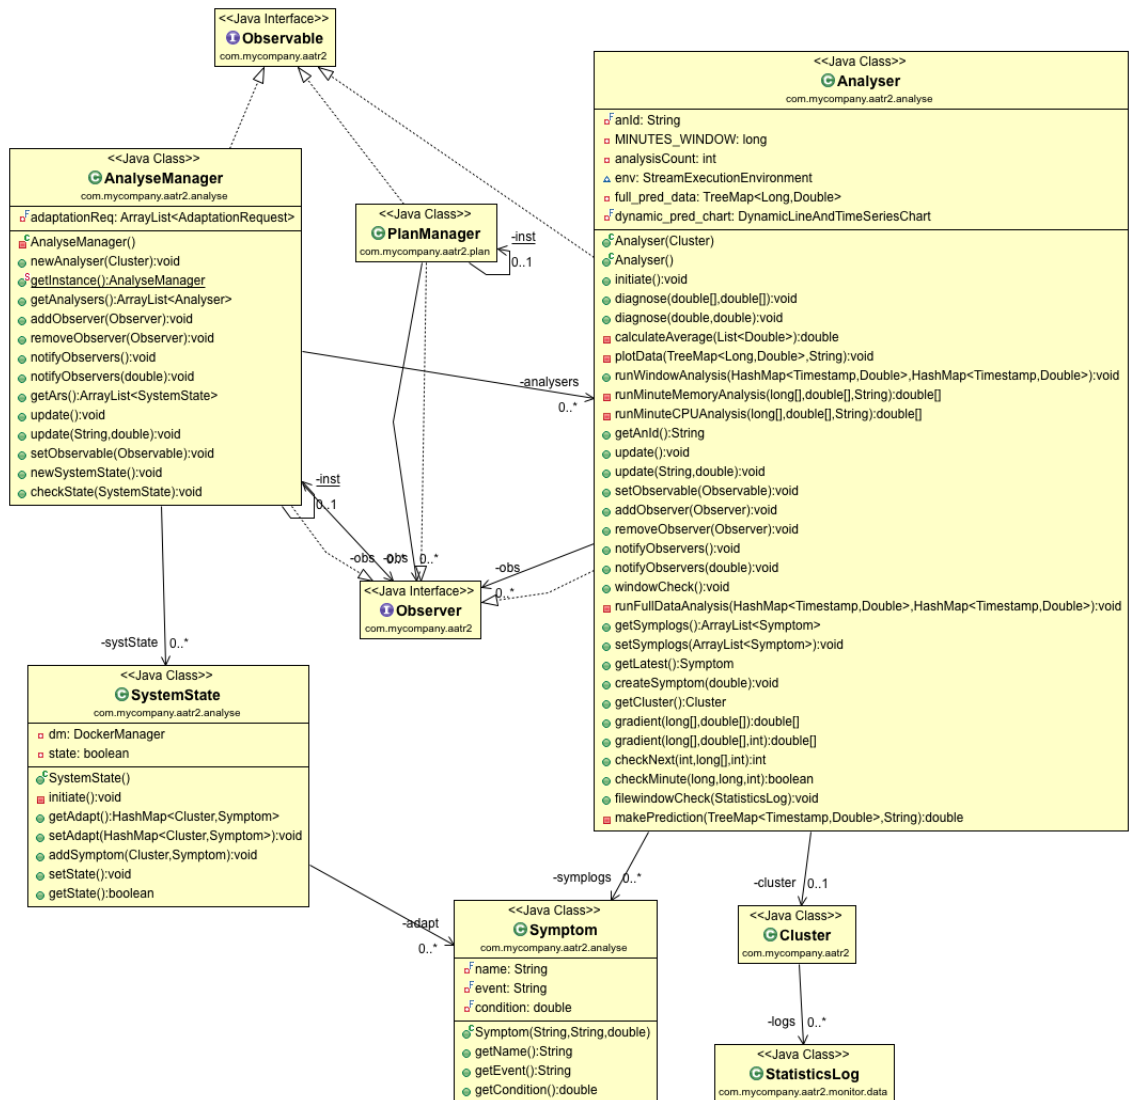 <<Java Interface>>
Observable
com.mycompany.aatr2
<<Java Class>>
Analyser
com.mycompany.aatr2.analyse
anId: String
MINUTES_WINDOW: long
analysisCount: int
env: StreamExecutionEnvironment
full_pred_data: TreeMap<Long,Double>
dynamic_pred_chart: DynamicLineAndTimeSeriesChart
Analyser(Cluster)
Analyser()
initiate():void
diagnose(double[],double[]):void
diagnose(double,double):void
calculateAverage(List<Double>):double
plotData(TreeMap<Long,Double>,String):void
runWindowAnalysis(HashMap<Timestamp,Double>,HashMap<Timestamp,Double>):void
runMinuteMemoryAnalysis(long[],double[],String):double[]
runMinuteCPUAnalysis(long[],double[],String):double[]
getAnId():String
update():void
update(String,double):void
setObservable(Observable):void
addObserver(Observer):void
removeObserver(Observer):void
notifyObservers():void
notifyObservers(double):void
windowCheck():void
runFullDataAnalysis(HashMap<Timestamp,Double>,HashMap<Timestamp,Double>):void
getSymplogs():ArrayList<Symptom>
setSymplogs(ArrayList<Symptom>):void
getLatest():Symptom
createSymptom(double):void
getCluster():Cluster
gradient(long[],double[]):double[]
gradient(long[],double[],int):double[]
checkNext(int,long[],int):int
checkMinute(long,long,int):boolean
filewindowCheck(StatisticsLog):void
makePrediction(TreeMap<Timestamp,Double>,String):double
<<Java Class>>
AnalyseManager
com.mycompany.aatr2.analyse
adaptationReq: ArrayList<AdaptationRequest>
AnalyseManager()
newAnalyser(Cluster):void
getInstance():AnalyseManager
getAnalysers():ArrayList<Analyser>
addObserver(Observer):void
removeObserver(Observer):void
notifyObservers():void
notifyObservers(double):void
getArs():ArrayList<SystemState>
update():void
update(String,double):void
setObservable(Observable):void
newSystemState():void
checkState(SystemState):void
<<Java Class>>
PlanManager
com.mycompany.aatr2.plan
-inst
0..1
-analysers
0..*
-inst
0..1
-obs
0..*
-obs
0..*
-obs
0..*
<<Java Interface>>
Observer
com.mycompany.aatr2
-systState
0..*
<<Java Class>>
SystemState
com.mycompany.aatr2.analyse
dm: DockerManager
state: boolean
SystemState()
initiate():void
getAdapt():HashMap<Cluster,Symptom>
setAdapt(HashMap<Cluster,Symptom>):void
addSymptom(Cluster,Symptom):void
setState():void
getState():boolean
-adapt
0..*
-symplogs
0..*
-cluster
0..1
<<Java Class>>
Symptom
com.mycompany.aatr2.analyse
name: String
event: String
condition: double
Symptom(String,String,double)
getName():String
getEvent():String
getCondition():double
<<Java Class>>
Cluster
com.mycompany.aatr2
-logs
0..*
<<Java Class>>
StatisticsLog
com.mycompany.aatr2.monitor.data